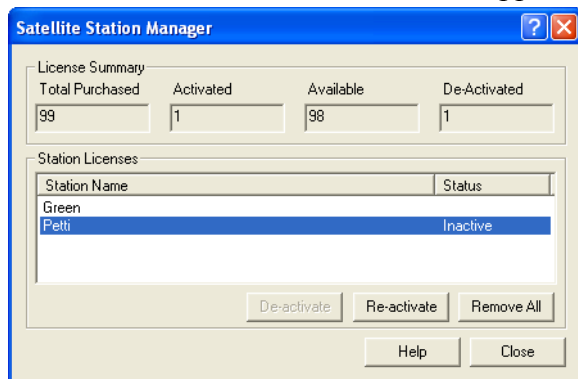 Satellite Station Manager
License Summary
Total Purchased Activated Available De-Activated
99 1 98 1
Station Licenses
Station Name Status
Green
Petti Inactive
De-activate Re-activate Remove All
Help Close